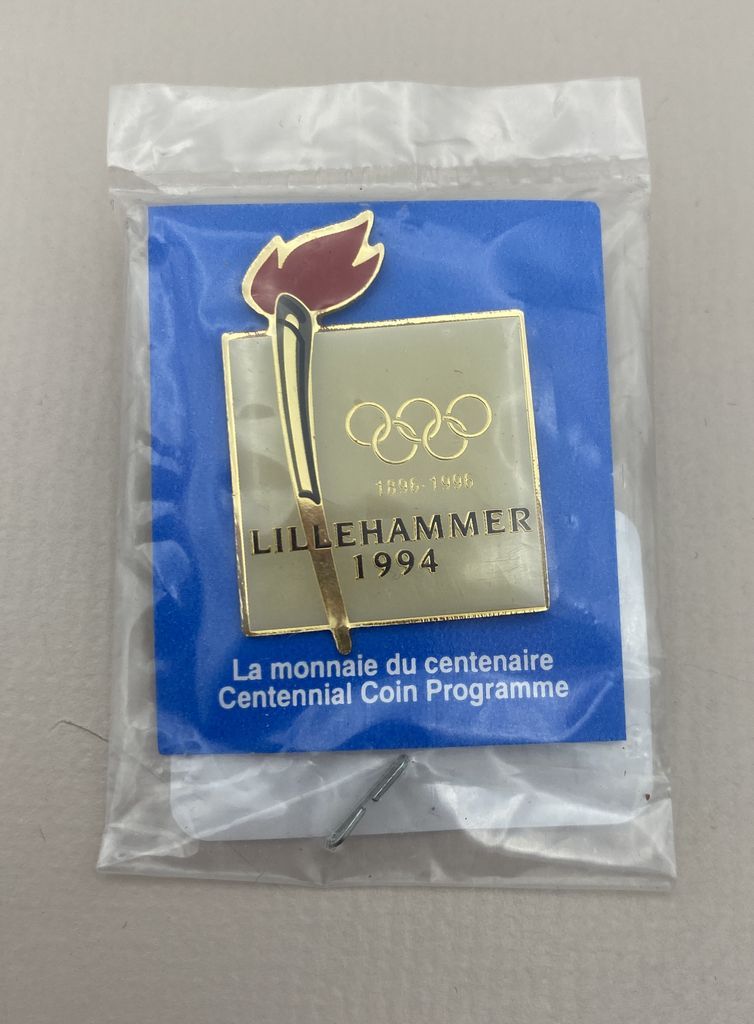 1896-1996
LILLEHAMMER
1994
La monnaie du centenaire
Centennial Coin Programme